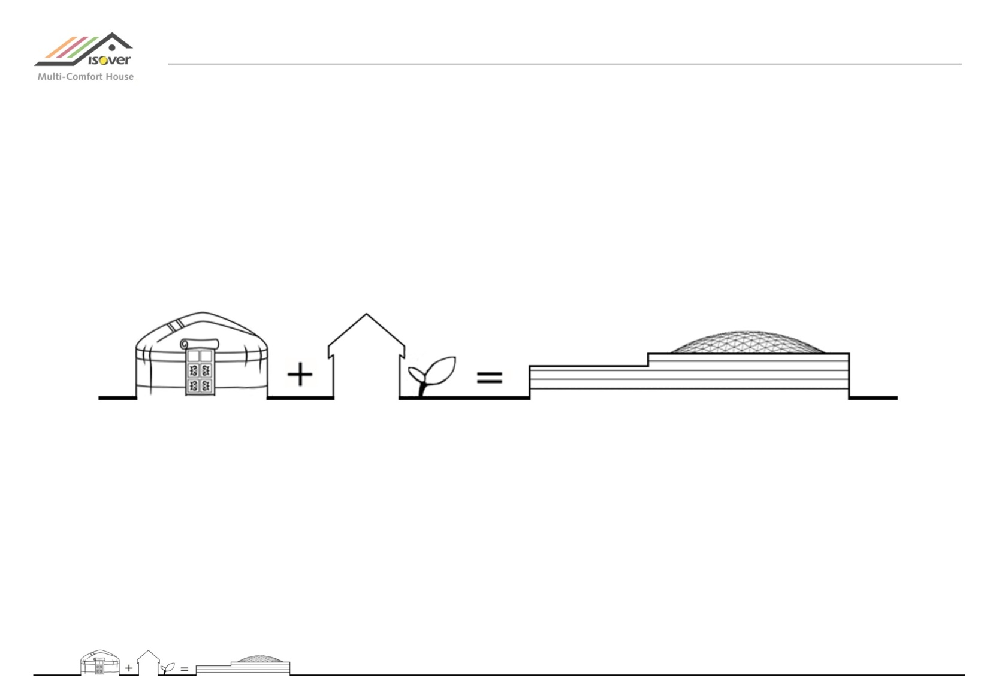 ISOVER
Multi-Comfort House
+
=
+
=